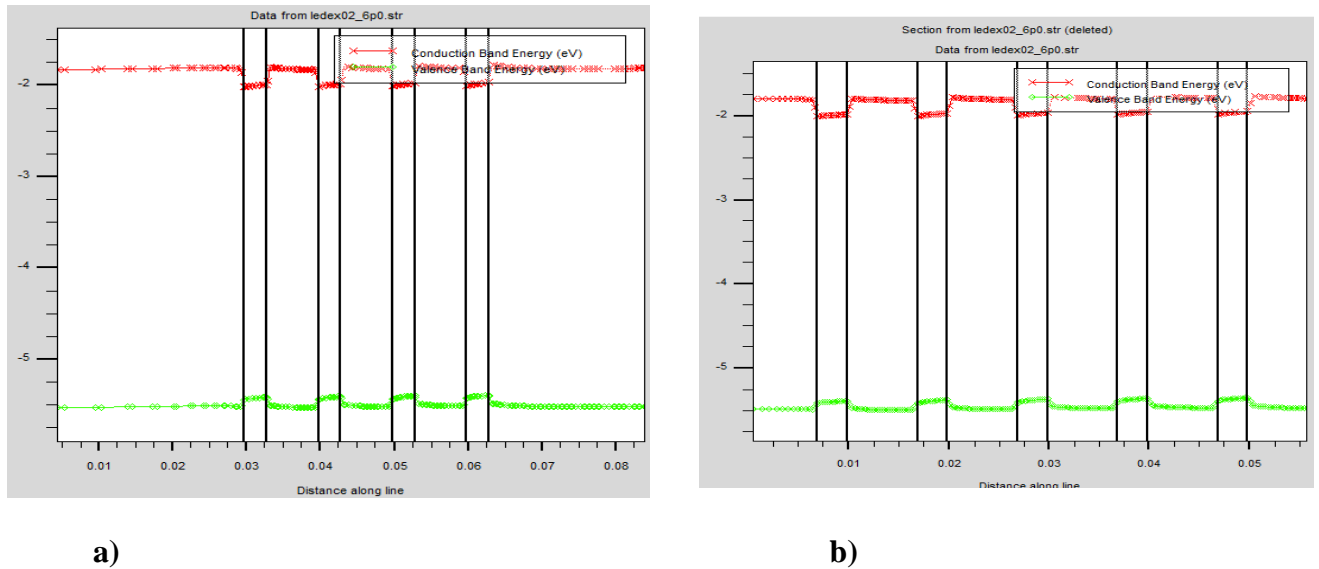 Data from ledex02_6p0.str
Conduction Band Energy (eV)
Valence Band Energy (eV)
-2
-3
-4
-5
0.01 0.02 0.03 0.04 0.05 0.06 0.07 0.08
Distance along line
a)
Section from ledex02_6p0.str (deleted)
Data from ledex02_6p0.str
Conduction Band Energy (eV)
Valence Band Energy (eV)
-2
-3
-4
-5
0.01 0.02 0.03 0.04 0.05
Distance along line
b)